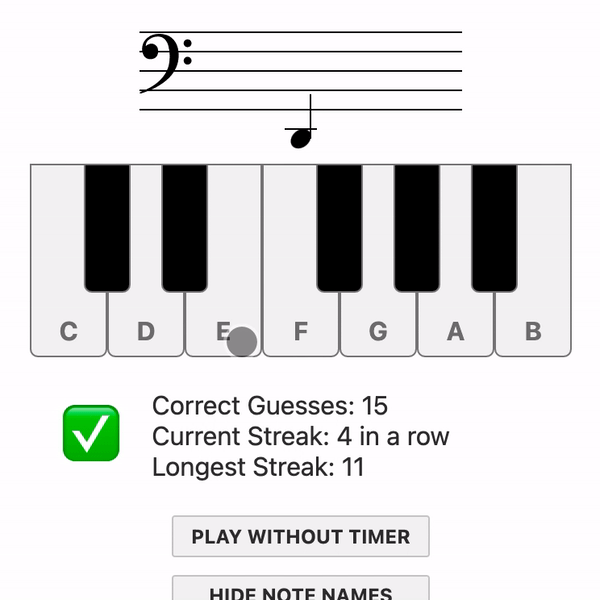 C D E F G A B
Correct Guesses: 15
Current Streak: 4 in a row
Longest Streak: 11
PLAY WITHOUT TIMER
HIDE NOTE NAMES